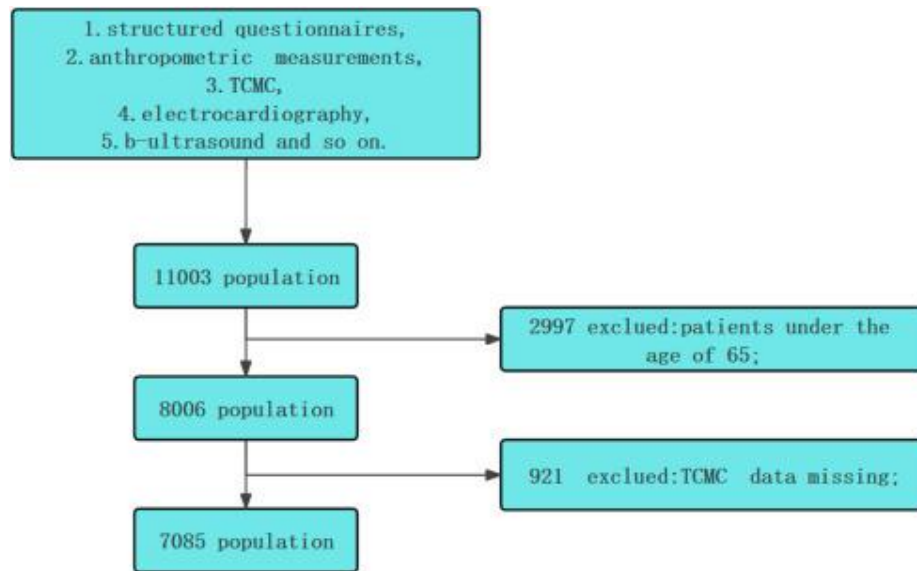 1.structured questionnaires,
2.anthropometric measurements,
3.TCMC,
4.electrocardiography,
5.b-ultrasound and so on.
11003 population
2997 exclued:patients under the
age of 65;
8006 population
921 exclued:TCMC data missing;
7085 population